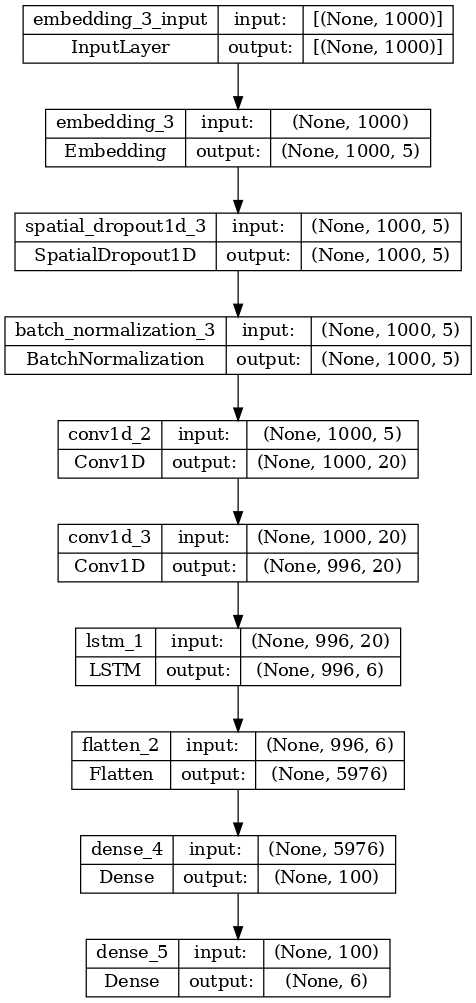 embedding_3_input input: [(None, 1000)]
InputLayer output: [(None, 1000)]
embedding_3 input: (None, 1000)
Embedding output: (None, 1000, 5)
spatial_dropout1d_3 input: (None, 1000, 5)
SpatialDropout1D output: (None, 1000, 5)
batch_normalization_3 input: (None, 1000, 5)
BatchNormalization output: (None, 1000, 5)
conv1d_2 input: (None, 1000, 5)
Conv1D output: (None, 1000, 20)
conv1d_3 input: (None, 1000, 20)
Conv1D output: (None, 996, 20)
lstm_1 input: (None, 996, 20)
LSTM output: (None, 996, 6)
flatten_2 input: (None, 996, 6)
Flatten output: (None, 5976)
dense_4 input: (None, 5976)
Dense output: (None, 100)
dense_5 input: (None, 100)
Dense output: (None, 6)